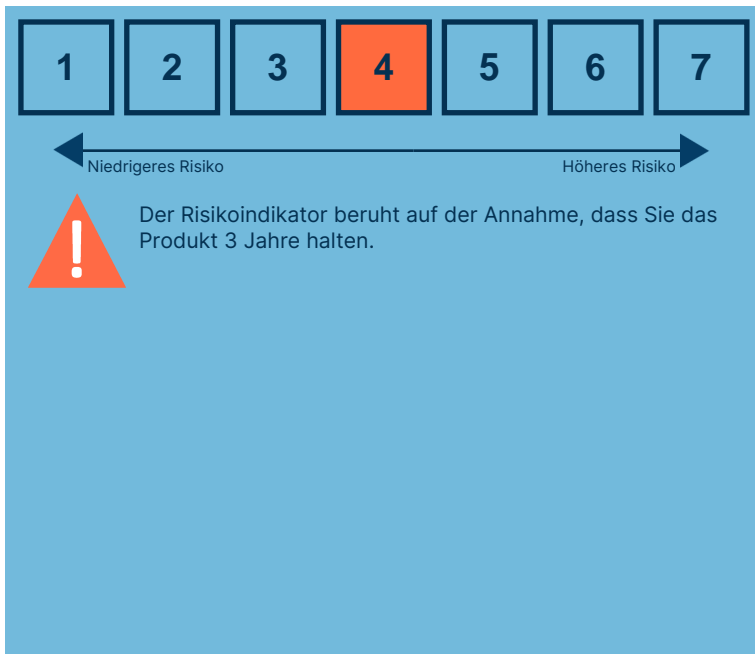 1 2 3 4 5 6 7
Niedrigeres Risiko Höheres Risiko
!
Der Risikoindikator beruht auf der Annahme, dass Sie das
Produkt 3 Jahre halten.